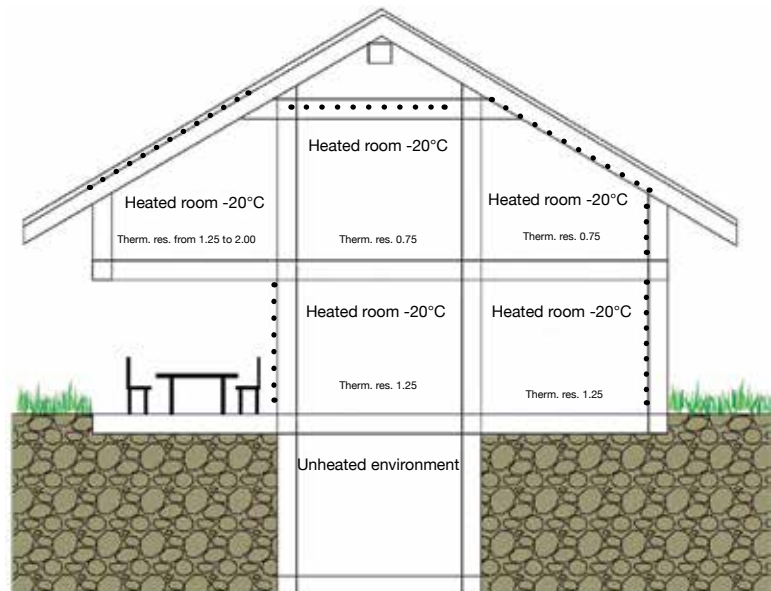 Heated room -20°C
Heated room -20°C
Heated room -20°C
Therm. res. from 1.25 to 2.00
Therm. res. 0.75
Therm. res. 0.75
Heated room -20°C
Heated room -20°C
Therm. res. 1.25
Therm. res. 1.25
Unheated environment